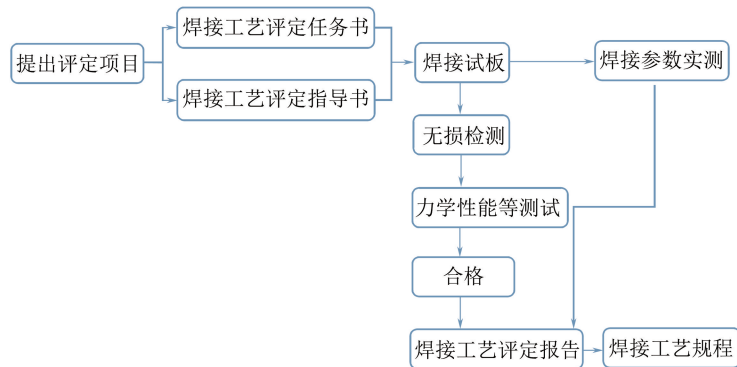 提出评定项目
焊接工艺评定任务书
焊接工艺评定指导书
焊接试板
焊接参数实测
无损检测
力学性能等测试
合格
焊接工艺评定报告
焊接工艺规程